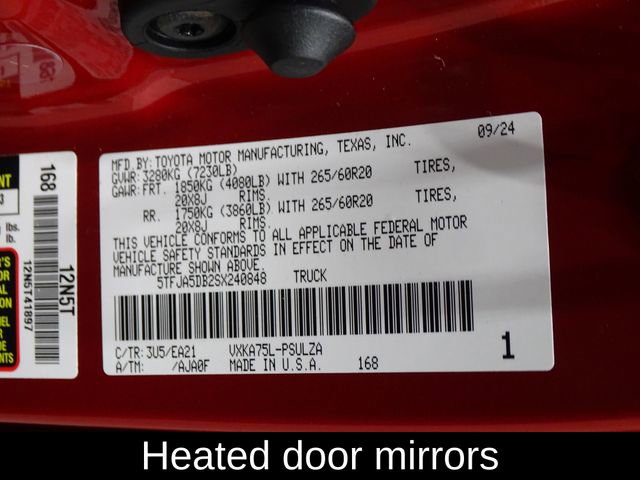 09/24
MFD.BY: TOYOTA MOTOR MANUFACTURING, TEXAS, INC.
GVWR: 3280KG (7230LB)
GAWR: FRT. 1850KG (4080LB) WITH 265/60R20 TIRES,
20X8J RIMS,
RR. 1750KG (3860LB) WITH 265/60R20 TIRES,
20X8J RIMS.
THIS VEHICLE CONFORMS TO ALL APPLICABLE FEDERAL MOTOR
VEHICLE SAFETY STANDARDS IN EFFECT ON THE DATE OF
MANUFACTURE SHOWN ABOVE.
5TFJA5DB2SX240848 TRUCK
C/TR: 3U5/EA21 VXKA75L-PSULZA
A/TM: /AJA0F MADE IN U.S.A. 168
1
168
12N5T
12N5T41897
lbs.
lb.
Heated door mirrors